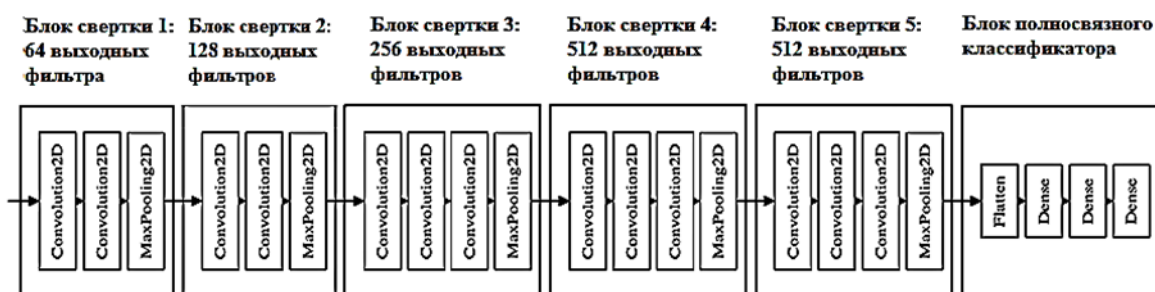 Блок свертки 1:
64 выходных
фильтра
Блок свертки 2:
128 выходных
фильтров
Блок свертки 3:
256 выходных
фильтров
Блок свертки 4:
512 выходных
фильтров
Блок свертки 5:
512 выходных
фильтров
Блок полносвязного
классификатора
Convolution2D
Convolution2D
MaxPooling2D
Convolution2D
Convolution2D
MaxPooling2D
Convolution2D
Convolution2D
Convolution2D
MaxPooling2D
Convolution2D
Convolution2D
Convolution2D
MaxPooling2D
Convolution2D
Convolution2D
Convolution2D
MaxPooling2D
Flatten
Dense
Dense
Dense